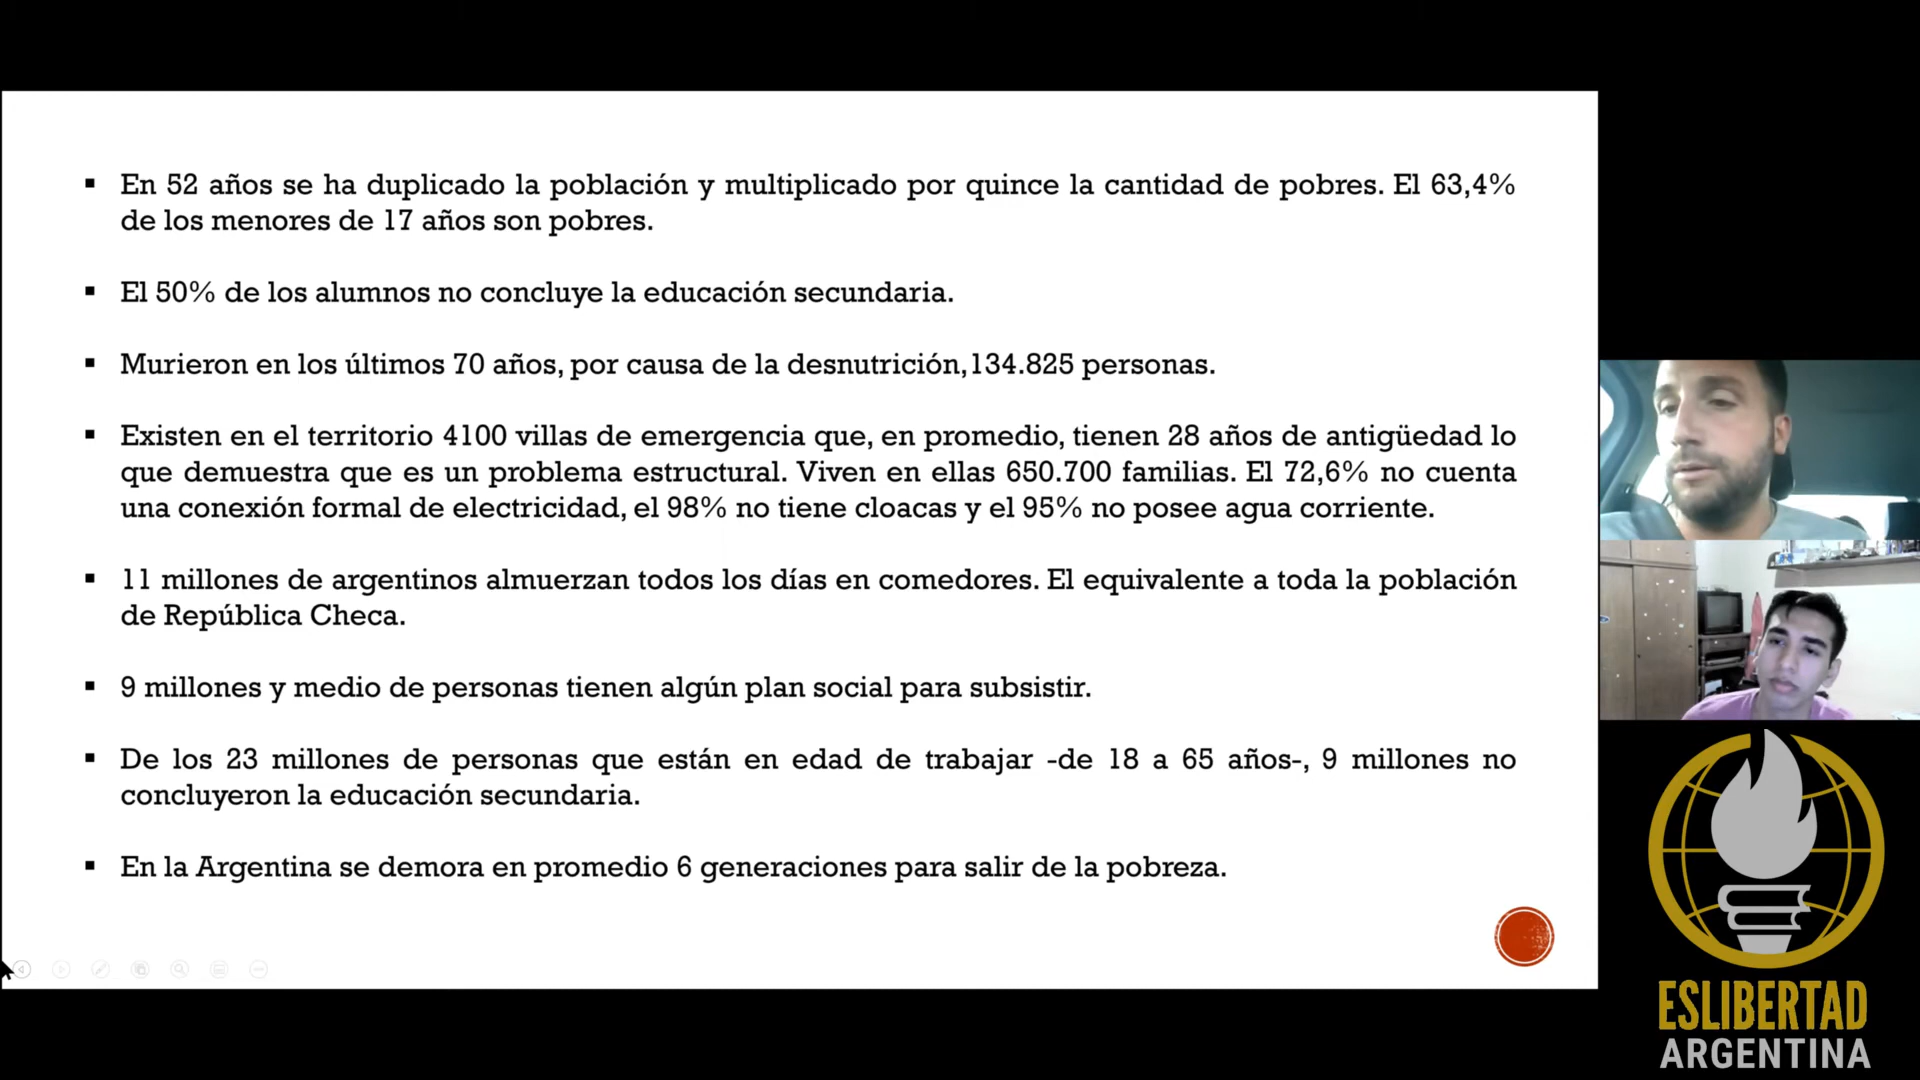 En 52 años se ha duplicado la población y multiplicado por quince la cantidad de pobres. El 63,4%
de los menores de 17 años son pobres.
El 50% de los alumnos no concluye la educación secundaria.
Murieron en los últimos 70 años, por causa de la desnutrición,134.825 personas.
Existen en el territorio 4100 villas de emergencia que, en promedio, tienen 28 años de antigüedad lo
que demuestra que es un problema estructural. Viven en ellas 650.700 familias. El 72,6% no cuenta
una conexión formal de electricidad, el 98% no tiene cloacas y el 95% no posee agua corriente.
11 millones de argentinos almuerzan todos los días en comedores. El equivalente a toda la población
de República Checa.
9 millones y medio de personas tienen algún plan social para subsistir.
De los 23 millones de personas que están en edad de trabajar -de 18 a 65 años-, 9 millones no
concluyeron la educación secundaria.
En la Argentina se demora en promedio 6 generaciones para salir de la pobreza.
ESLIBERTAD
ARGENTINA